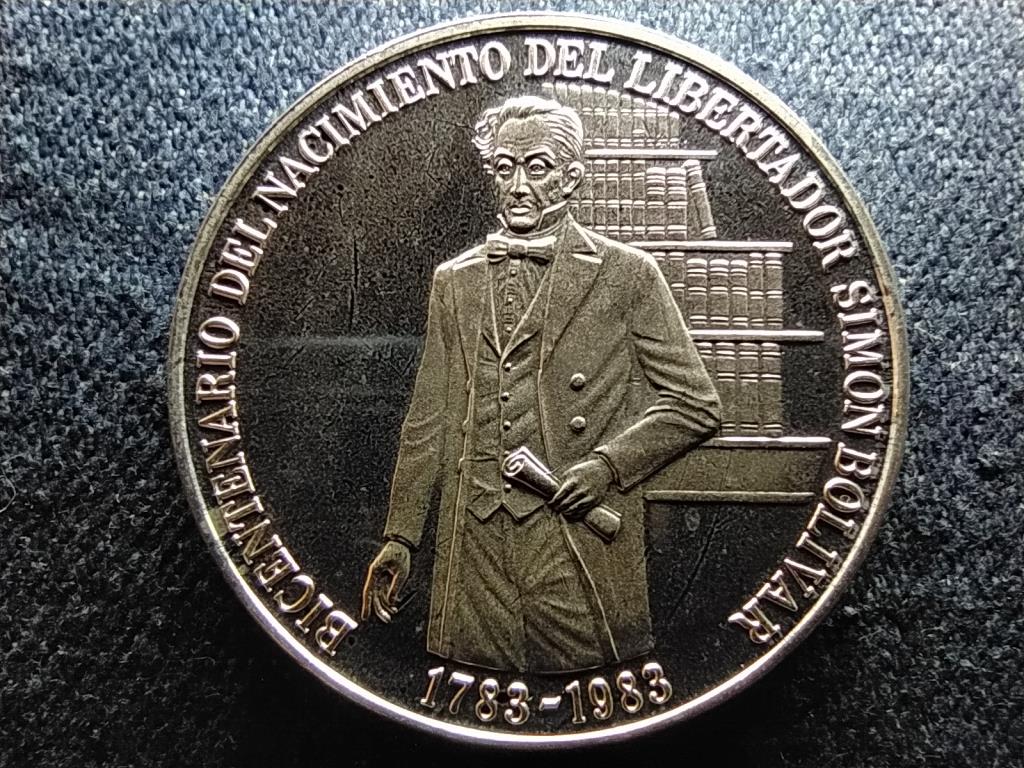 BICENTENARIO DEL NACIMIENTO DEL LIBERTADOR SIMON BOLIVAR
1783-1983